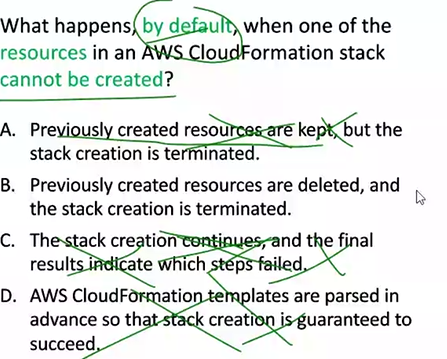 What happens, by default, when one of the
resources in an AWS CloudFormation stack
cannot be created?
A. Previously created resources are kept, but the
stack creation is terminated.
B. Previously created resources are deleted, and
the stack creation is terminated.
C. The stack creation continues, and the final
results indicate which steps failed.
D. AWS CloudFormation templates are parsed in
advance so that stack creation is guaranteed to
succeed.